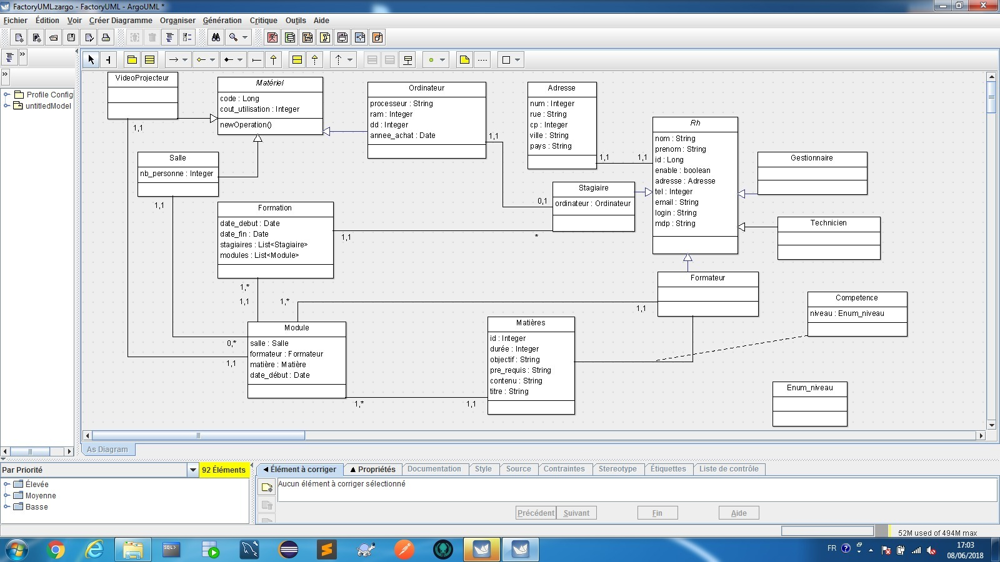 FactoryUML.zargo - FactoryUML - ArgoUML *
Fichier Édition Voir Créer Diagramme Organiser Génération Critique Outils Aide
Profile Config
untitledModel
VideoProjecteur
1,1
Matériel
code : Long
cout_utilisation : Integer
newOperation()
Ordinateur
processeur : String
ram : Integer
dd : Integer
annee_achat : Date
1,1
Adresse
num : Integer
rue : String
cp : Integer
ville : String
pays : String
1,1
1,1
Rh
nom : String
prenom : String
id : Long
enable : boolean
adresse : Adresse
tel : Integer
email : String
login : String
mdp : String
Gestionnaire
Salle
nb_personne : Integer
1,1
Stagiaire
ordinateur : Ordinateur
0,1
Formation
date_debut : Date
date_fin : Date
stagiaires : List<Stagiaire>
modules : List<Module>
1,1
*
Technicien
1,*
1,1
1,*
Formateur
1,1
Competence
niveau : Enum_niveau
Module
salle : Salle
formateur : Formateur
matière : Matière
date_début : Date
0,*
1,1
1,*
1,1
Matières
id : Integer
durée : Integer
objectif : String
pre_requis : String
contenu : String
titre : String
Enum_niveau
As Diagram
Par Priorité
92 Éléments
Élevée
Moyenne
Basse
Élément à corriger Propriétés Documentation Style Source Contraintes Stereotype Étiquettes Liste de contrôle
Aucun élément à corriger sélectionné
Précédent Suivant Fin Aide
52M used of 494M max
SQL>
FR
17:03
08/06/2018